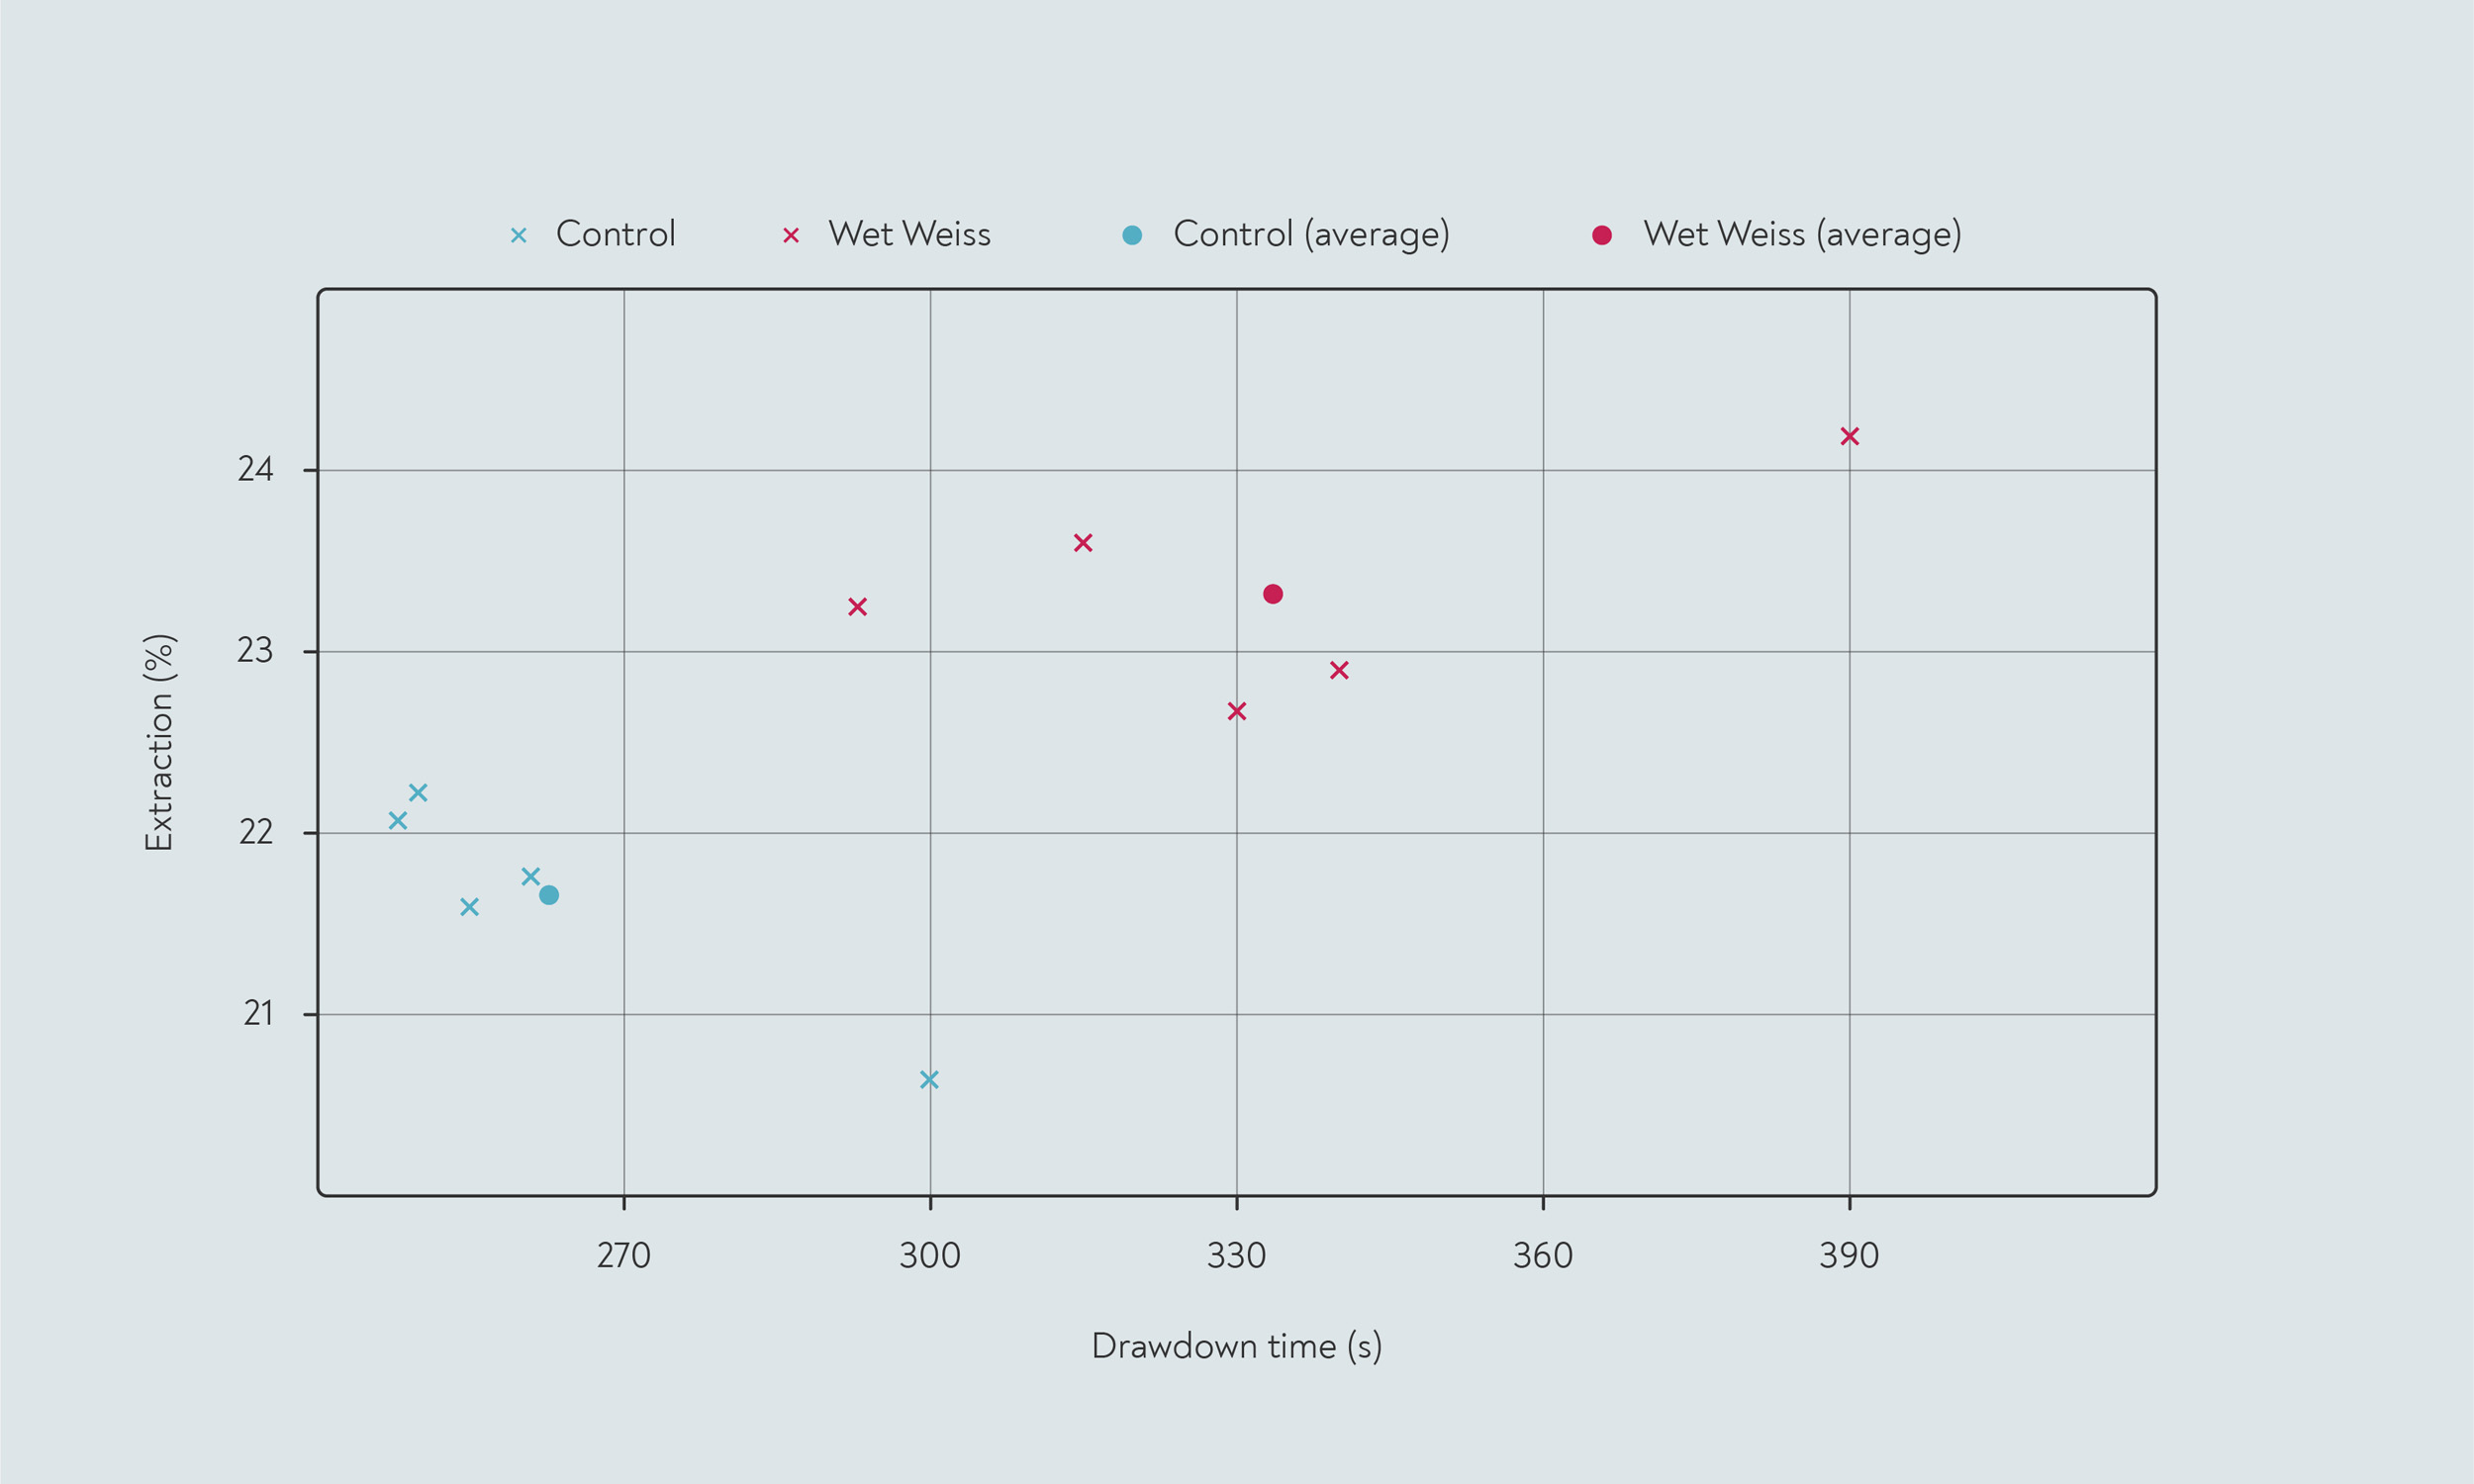 Control Wet Weiss Control (average) Wet Weiss (average)
24
23
22
21
Extraction (%)
270 300 330 360 390
Drawdown time (s)